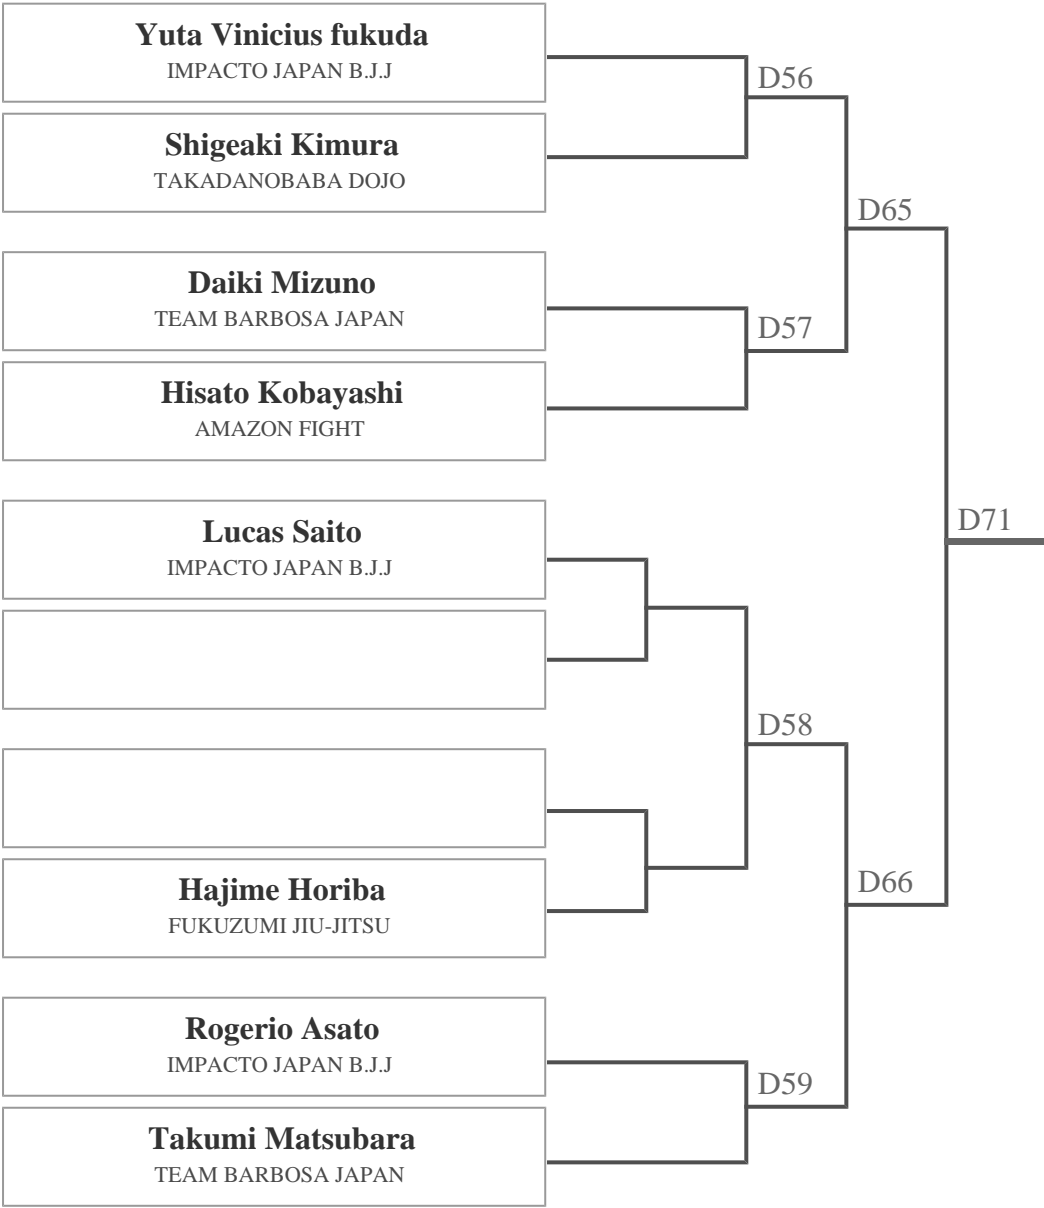 Yuta Vinicius fukuda
IMPACTO JAPAN B.J.J
D56
Shigeaki Kimura
TAKADANOBABA DOJO
D65
Daiki Mizuno
TEAM BARBOSA JAPAN
D57
Hisato Kobayashi
AMAZON FIGHT
Lucas Saito
IMPACTO JAPAN B.J.J
D71
D58
Hajime Horiba
FUKUZUMI JIU-JITSU
D66
Rogerio Asato
IMPACTO JAPAN B.J.J
D59
Takumi Matsubara
TEAM BARBOSA JAPAN